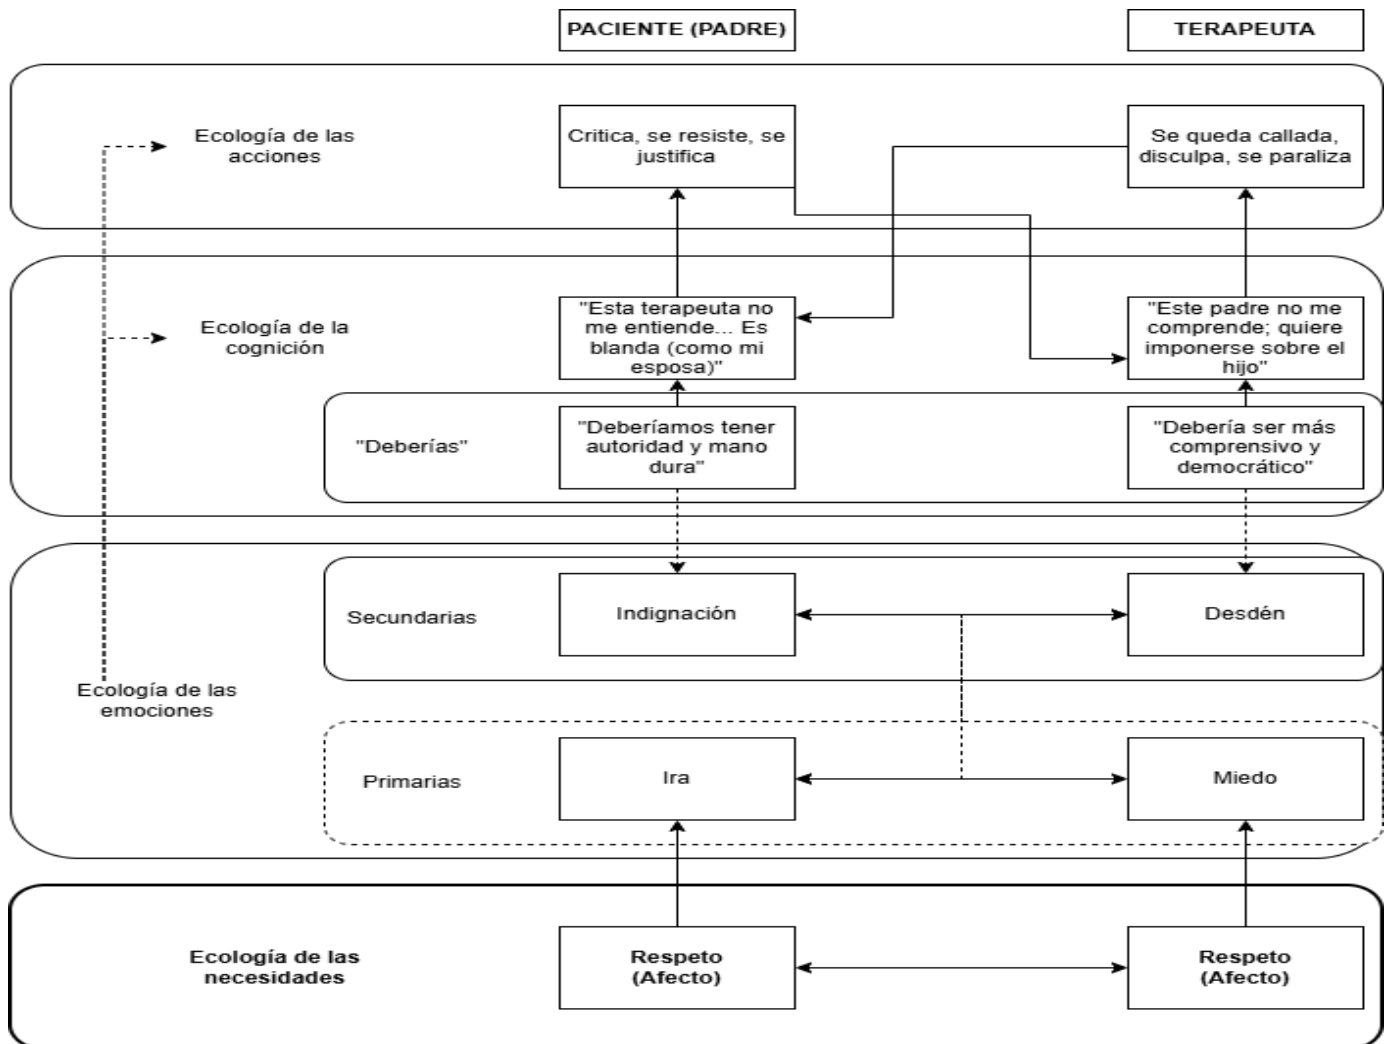 PACIENTE (PADRE)
TERAPEUTA
Ecología de las
acciones
Critica, se resiste, se
justifica
Se queda callada,
disculpa, se paraliza
Ecología de la
cognición
"Esta terapeuta no
me entiende... Es
blanda (como mi
esposa)"
"Este padre no me
comprende; quiere
imponerse sobre el
hijo"
"Deberías"
"Deberíamos tener
autoridad y mano
dura"
"Debería ser más
comprensivo y
democrático"
Secundarias
Indignación
Desdén
Ecología de las
emociones
Primarias
Ira
Miedo
Ecología de las
necesidades
Respeto
(Afecto)
Respeto
(Afecto)